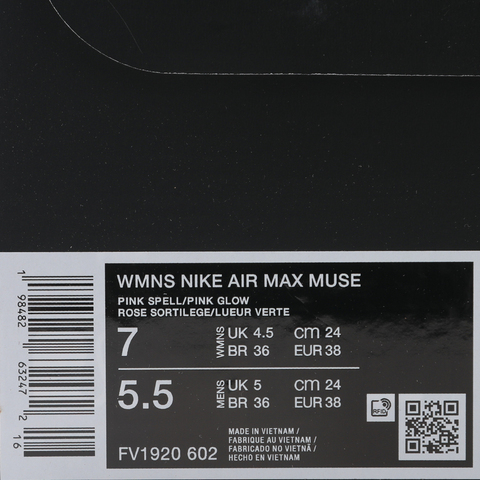 WMNS NIKE AIR MAX MUSE
PINK SPELL/PINK GLOW
ROSE SORTILEGE/LUEUR VERTE
7 WMNS UK 4.5 cm 24
BR 36 EUR 38
5.5 MENS UK 5 cm 24
BR 36 EUR 38
FV1920 602
MADE IN VIETNAM /
FABRIQUE AU VIETNAM /
FABRICADO NO VIETNÃ /
HECHO EN VIETNAM
RFID
1 98482 63247 2
16